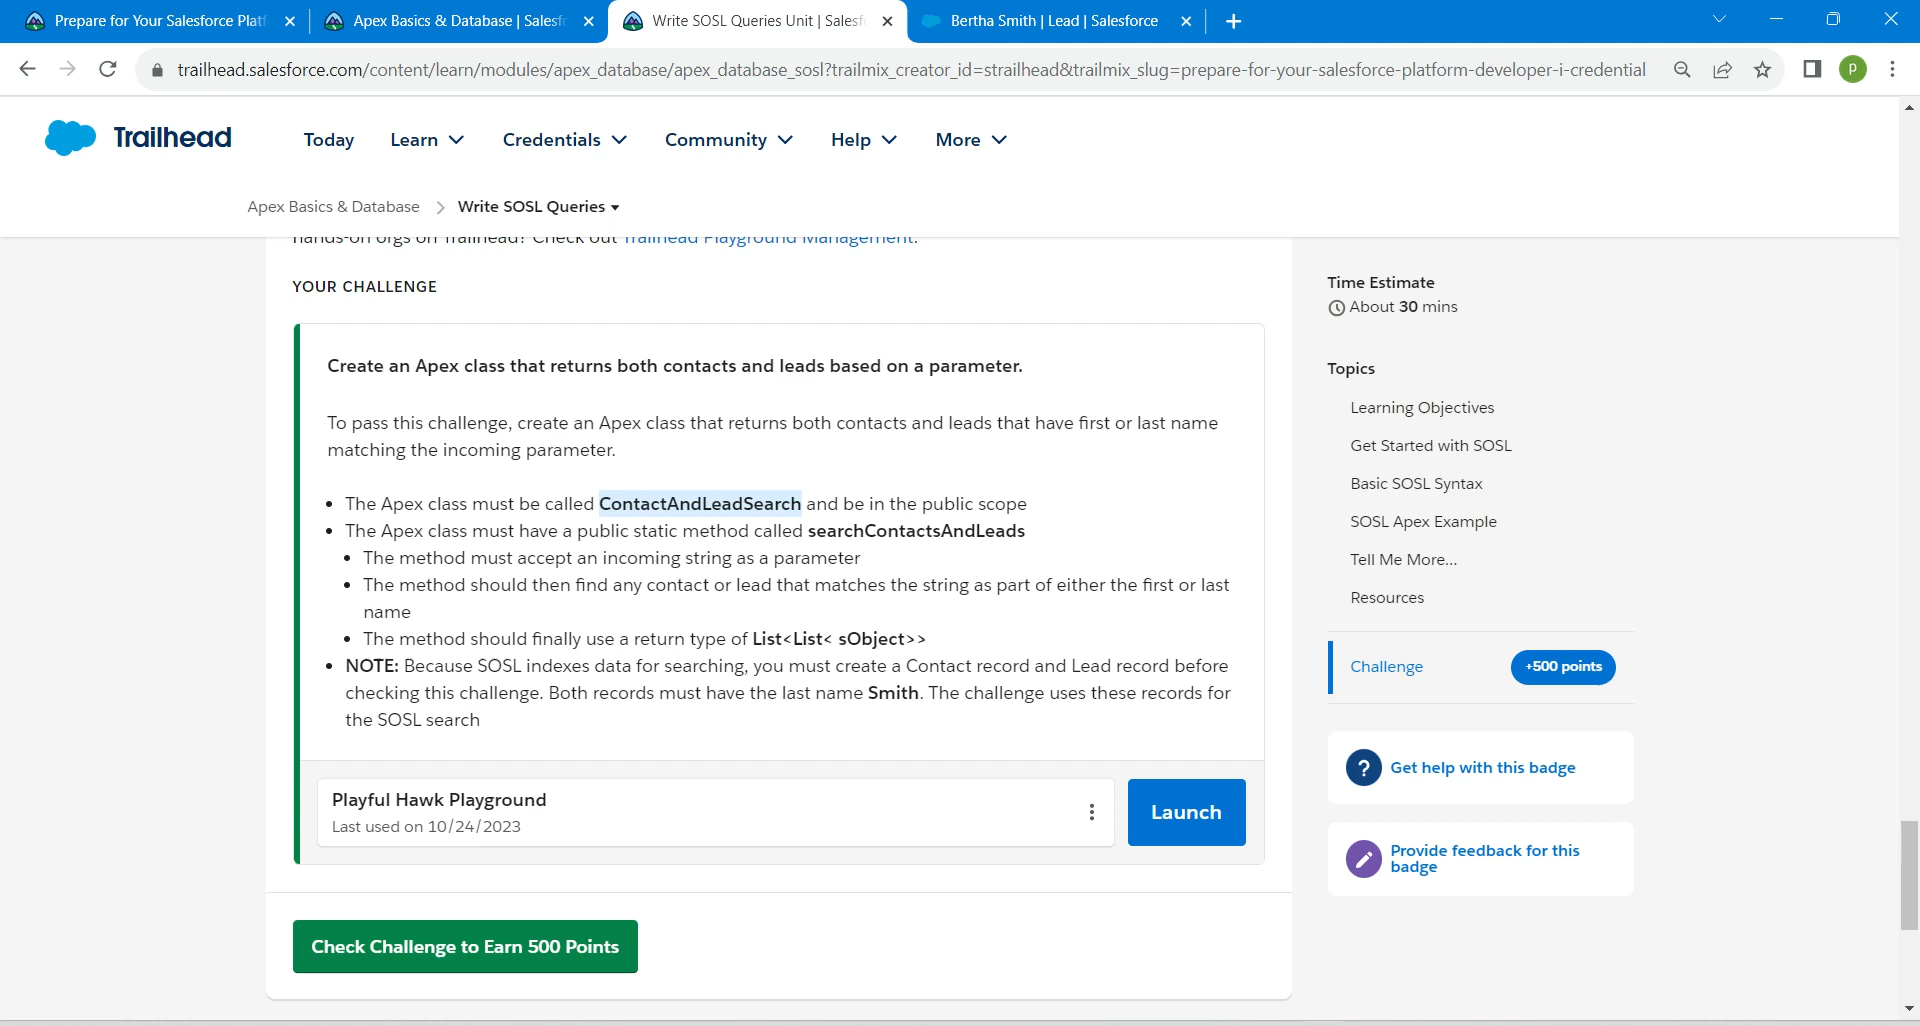 Prepare for Your Salesforce Platf
Apex Basics & Database | Salesf
Write SOSL Queries Unit | Salesf
Bertha Smith | Lead | Salesforce
trailhead.salesforce.com/content/learn/modules/apex_database/apex_database_sosl?trailmix_creator_id=strailhead&trailmix_slug=prepare-for-your-salesforce-platform-developer-i-credential
P
Trailhead
Today
Learn
Credentials
Community
Help
More
Apex Basics & Database > Write SOSL Queries
hands-on orgs on Trailhead? Check out Trailhead Playground Management.
YOUR CHALLENGE
Create an Apex class that returns both contacts and leads based on a parameter.
To pass this challenge, create an Apex class that returns both contacts and leads that have first or last name
matching the incoming parameter.
• The Apex class must be called ContactAndLeadSearch and be in the public scope
• The Apex class must have a public static method called searchContactsAndLeads
• The method must accept an incoming string as a parameter
• The method should then find any contact or lead that matches the string as part of either the first or last
name
• The method should finally use a return type of List<List< sObject>>
• NOTE: Because SOSL indexes data for searching, you must create a Contact record and Lead record before
checking this challenge. Both records must have the last name Smith. The challenge uses these records for
the SOSL search
Playful Hawk Playground
Last used on 10/24/2023
Launch
Check Challenge to Earn 500 Points
Time Estimate
About 30 mins
Topics
Learning Objectives
Get Started with SOSL
Basic SOSL Syntax
SOSL Apex Example
Tell Me More...
Resources
Challenge
+500 points
? Get help with this badge
Provide feedback for this
badge